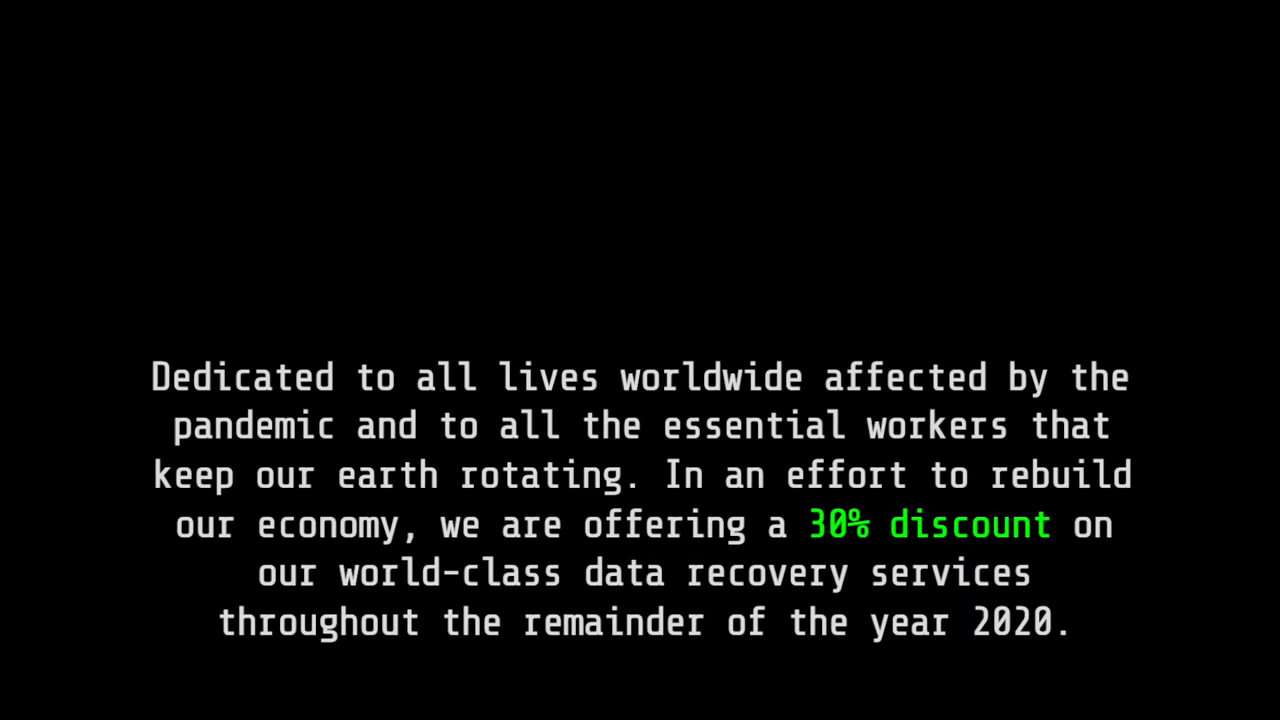 Dedicated to all lives worldwide affected by the
pandemic and to all the essential workers that
keep our earth rotating. In an effort to rebuild
our economy, we are offering a 30% discount on
our world-class data recovery services
throughout the remainder of the year 2020.